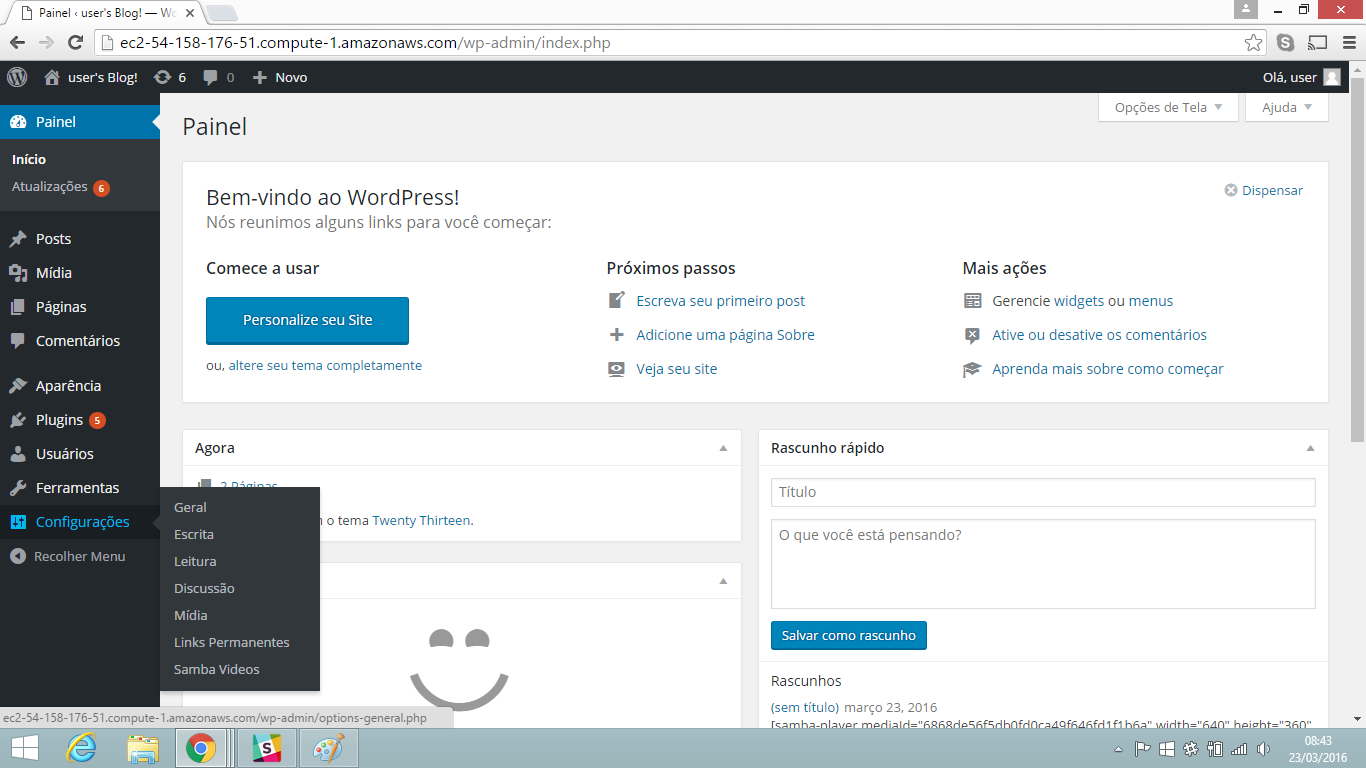 Painel ‹ user's Blog! — Wo
ec2-54-158-176-51.compute-1.amazonaws.com/wp-admin/index.php
user's Blog!
6
0
Novo
Olá, user
Painel
Início
Atualizações 6
Posts
Mídia
Páginas
Comentários
Aparência
Plugins 5
Usuários
Ferramentas
Configurações
Recolher Menu
Geral
Escrita
Leitura
Discussão
Mídia
Links Permanentes
Samba Videos
Opções de Tela
Ajuda
Painel
Bem-vindo ao WordPress!
Dispensar
Nós reunimos alguns links para você começar:
Comece a usar
Personalize seu Site
ou, altere seu tema completamente
Próximos passos
Escreva seu primeiro post
Adicione uma página Sobre
Veja seu site
Mais ações
Gerencie widgets ou menus
Ative ou desative os comentários
Aprenda mais sobre como começar
Agora
2 Páginas
o tema Twenty Thirteen.
Rascunho rápido
Título
O que você está pensando?
Salvar como rascunho
Rascunhos
(sem título) março 23, 2016
[samba-player mediaId="6868de56f5db0fd0ca49f646fd1f1b6a" width="640" height="360"
ec2-54-158-176-51.compute-1.amazonaws.com/wp-admin/options-general.php
08:43
23/03/2016